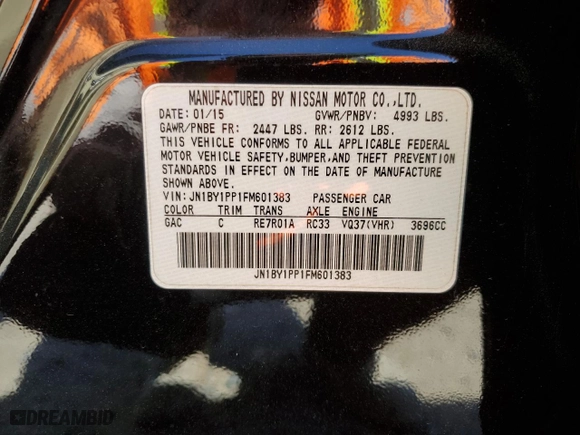 MANUFACTURED BY NISSAN MOTOR CO.,LTD.
DATE: 01/15 GVWR/PNBV: 4993 LBS.
GAWR/PNBE FR: 2447 LBS. RR: 2612 LBS.
THIS VEHICLE CONFORMS TO ALL APPLICABLE FEDERAL
MOTOR VEHICLE SAFETY,BUMPER,AND THEFT PREVENTION
STANDARDS IN EFFECT ON THE DATE OF MANUFACTURE
SHOWN ABOVE.
VIN: JN1BY1PP1FM601383 PASSENGER CAR
COLOR TRIM TRANS AXLE ENGINE
GAC C RE7R01A RC33 VQ37(VHR) 3696CC
JN1BY1PP1FM601383
DREAMBID